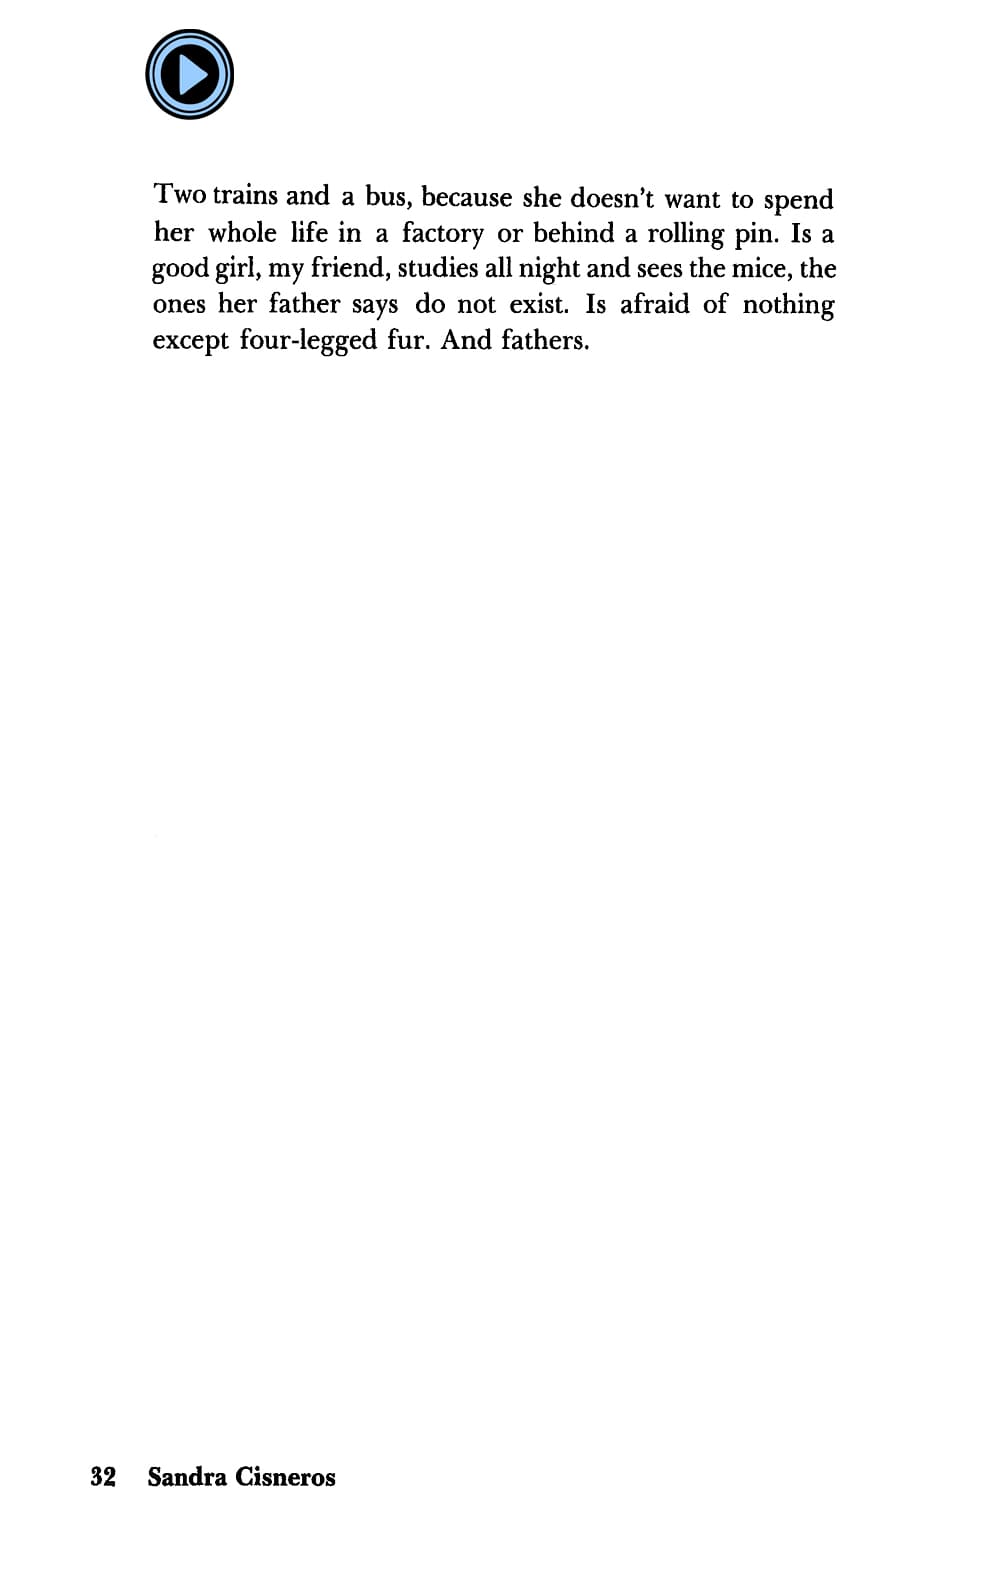 Two trains and a bus, because she doesn’t want to spend
her whole life in a factory or behind a rolling pin. Is a
good girl, my friend, studies all night and sees the mice, the
ones her father says do not exist. Is afraid of nothing
except four-legged fur. And fathers.
32 Sandra Cisneros